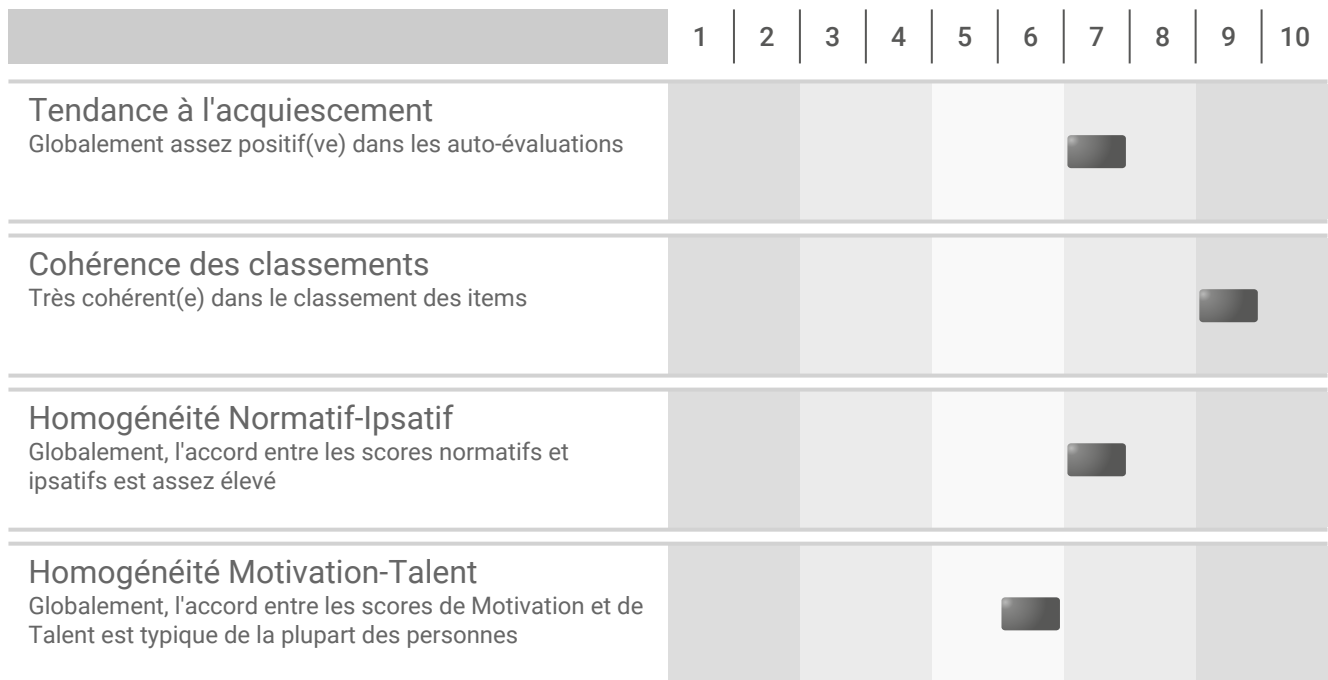 1 2 3 4 5 6 7 8 9 10
Tendance à l'acquiescement
Globalement assez positif(ve) dans les auto-évaluations
Cohérence des classements
Très cohérent(e) dans le classement des items
Homogénéité Normatif-Ipsatif
Globalement, l'accord entre les scores normatifs et
ipsatifs est assez élevé
Homogénéité Motivation-Talent
Globalement, l'accord entre les scores de Motivation et de
Talent est typique de la plupart des personnes